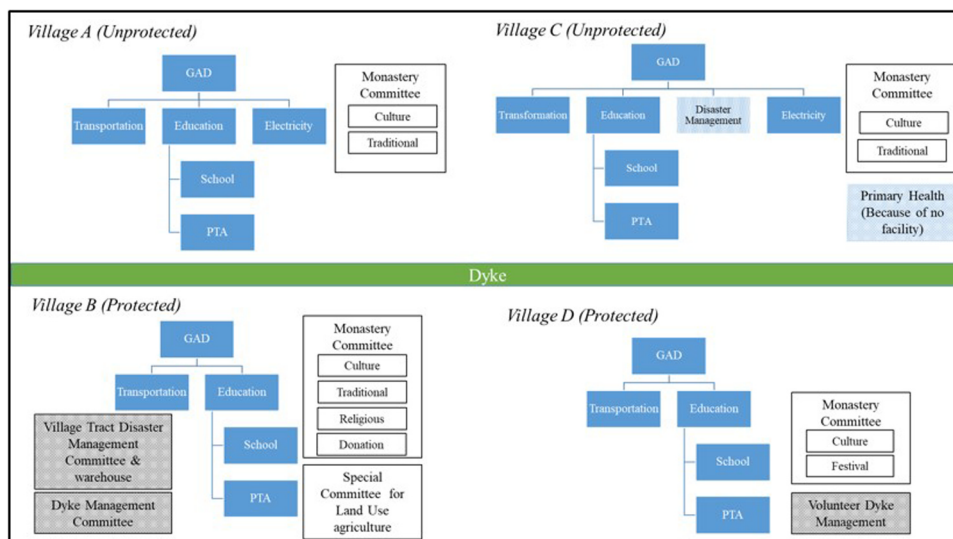 Village A (Unprotected)
GAD
Transportation
Education
Electricity
School
PTA
Monastery
Committee
Culture
Traditional
Village C (Unprotected)
GAD
Transformation
Education
Disaster
Management
Electricity
School
PTA
Monastery
Committee
Culture
Traditional
Primary Health
(Because of no
facility)
Dyke
Village B (Protected)
GAD
Transportation
Education
School
PTA
Village Tract Disaster
Management
Committee &
warehouse
Dyke Management
Committee
Monastery
Committee
Culture
Traditional
Religious
Donation
Special
Committee for
Land Use
agriculture
Village D (Protected)
GAD
Transportation
Education
School
PTA
Monastery
Committee
Culture
Festival
Volunteer Dyke
Management